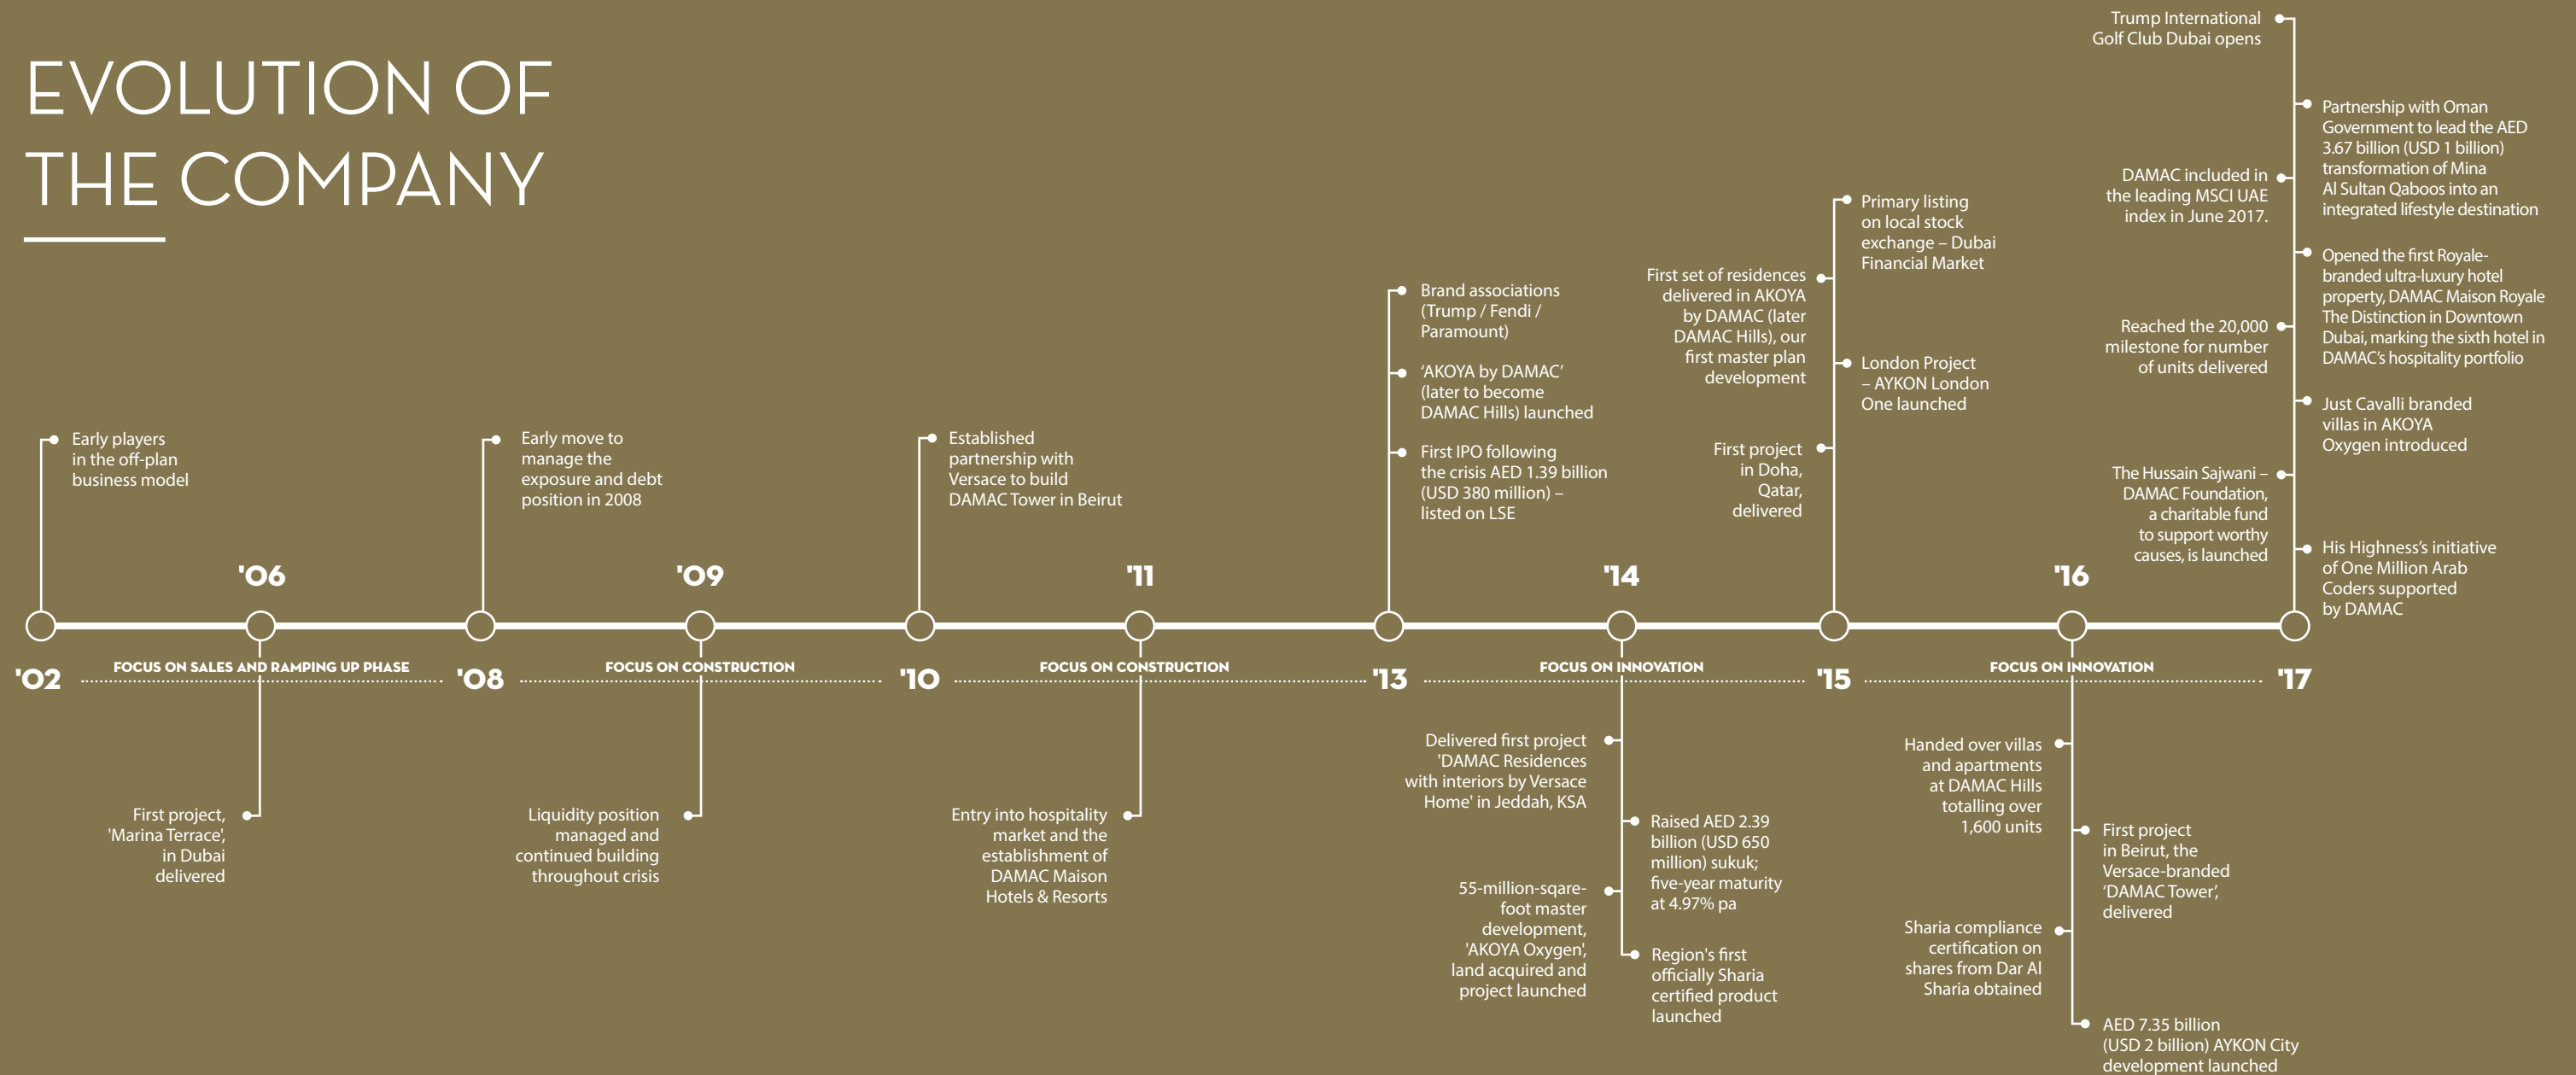 EVOLUTION OF
THE COMPANY
'02
Early players
in the off-plan
business model
FOCUS ON SALES AND RAMPING UP PHASE
'06
First project,
'Marina Terrace',
in Dubai
delivered
'08
Early move to
manage the
exposure and debt
position in 2008
FOCUS ON CONSTRUCTION
'09
Liquidity position
managed and
continued building
throughout crisis
'10
Established
partnership with
Versace to build
DAMAC Tower in Beirut
FOCUS ON CONSTRUCTION
'11
Entry into hospitality
market and the
establishment of
DAMAC Maison
Hotels & Resorts
'13
Brand associations
(Trump / Fendi /
Paramount)
‘AKOYA by DAMAC’
(later to become
DAMAC Hills) launched
First IPO following
the crisis AED 1.39 billion
(USD 380 million) –
listed on LSE
FOCUS ON INNOVATION
'14
Delivered first project
'DAMAC Residences
with interiors by Versace
Home' in Jeddah, KSA
Raised AED 2.39
billion (USD 650
million) sukuk;
five-year maturity
at 4.97% pa
55-million-sqare-
foot master
development,
'AKOYA Oxygen',
land acquired and
project launched
Region's first
officially Sharia
certified product
launched
'15
Primary listing
on local stock
exchange – Dubai
Financial Market
First set of residences
delivered in AKOYA
by DAMAC (later
DAMAC Hills), our
first master plan
development
London Project
– AYKON London
One launched
First project
in Doha,
Qatar,
delivered
FOCUS ON INNOVATION
'16
Handed over villas
and apartments
at DAMAC Hills
totalling over
1,600 units
First project
in Beirut, the
Versace-branded
‘DAMAC Tower’,
delivered
Sharia compliance
certification on
shares from Dar Al
Sharia obtained
AED 7.35 billion
(USD 2 billion) AYKON City
development launched
'17
Trump International
Golf Club Dubai opens
Partnership with Oman
Government to lead the AED
3.67 billion (USD 1 billion)
transformation of Mina
Al Sultan Qaboos into an
integrated lifestyle destination
DAMAC included in
the leading MSCI UAE
index in June 2017.
Opened the first Royale-
branded ultra-luxury hotel
property, DAMAC Maison Royale
The Distinction in Downtown
Dubai, marking the sixth hotel in
DAMAC’s hospitality portfolio
Reached the 20,000
milestone for number
of units delivered
Just Cavalli branded
villas in AKOYA
Oxygen introduced
The Hussain Sajwani –
DAMAC Foundation,
a charitable fund
to support worthy
causes, is launched
His Highness’s initiative
of One Million Arab
Coders supported
by DAMAC